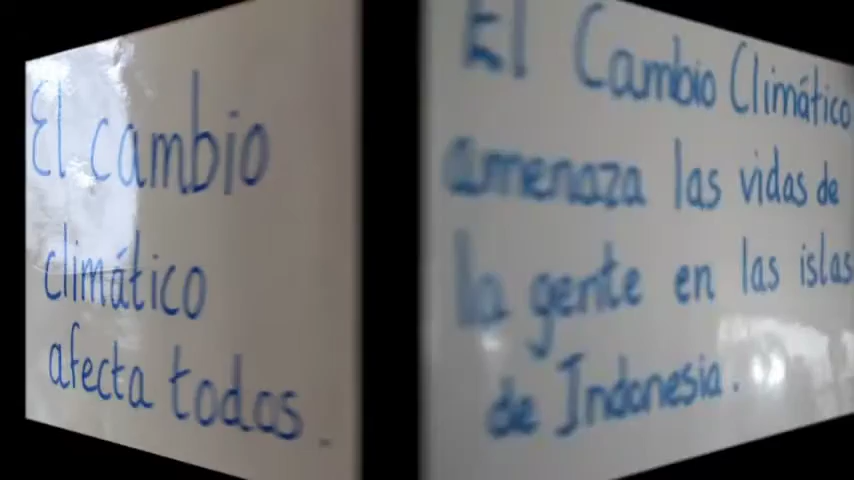 El cambio
climático
afecta todos.
El Cambio Climático
amenaza las vidas de
la gente en las islas
de Indonesia.